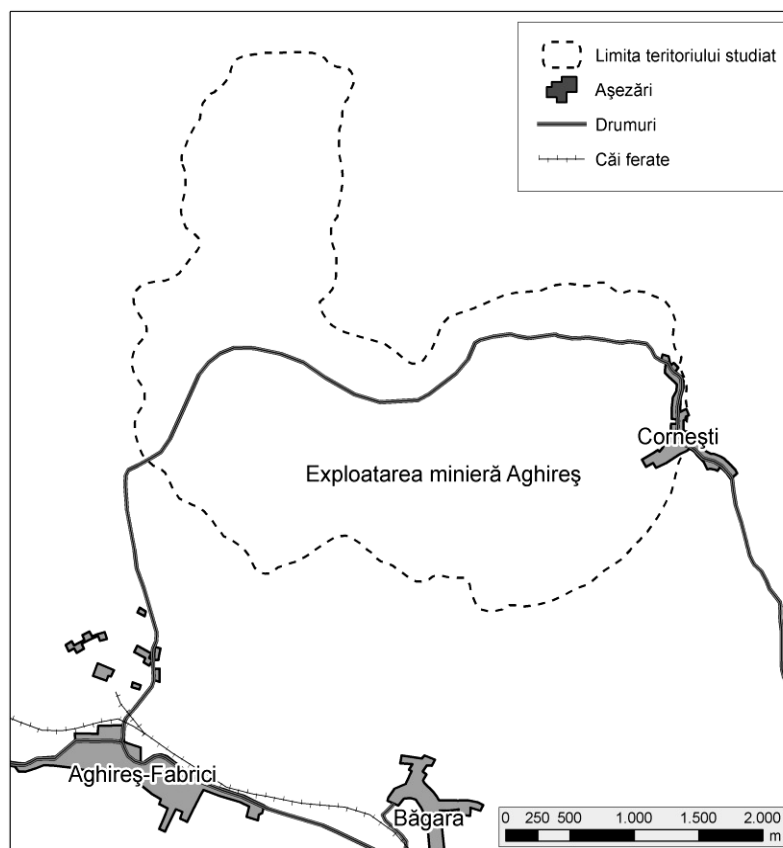 Limita teritoriului studiat
Aşezări
Drumuri
Căi ferate
Corneşti
Exploatarea minieră Aghireş
Aghireş-Fabrici
Băgara
0 250 500 1.000 1.500 2.000
m